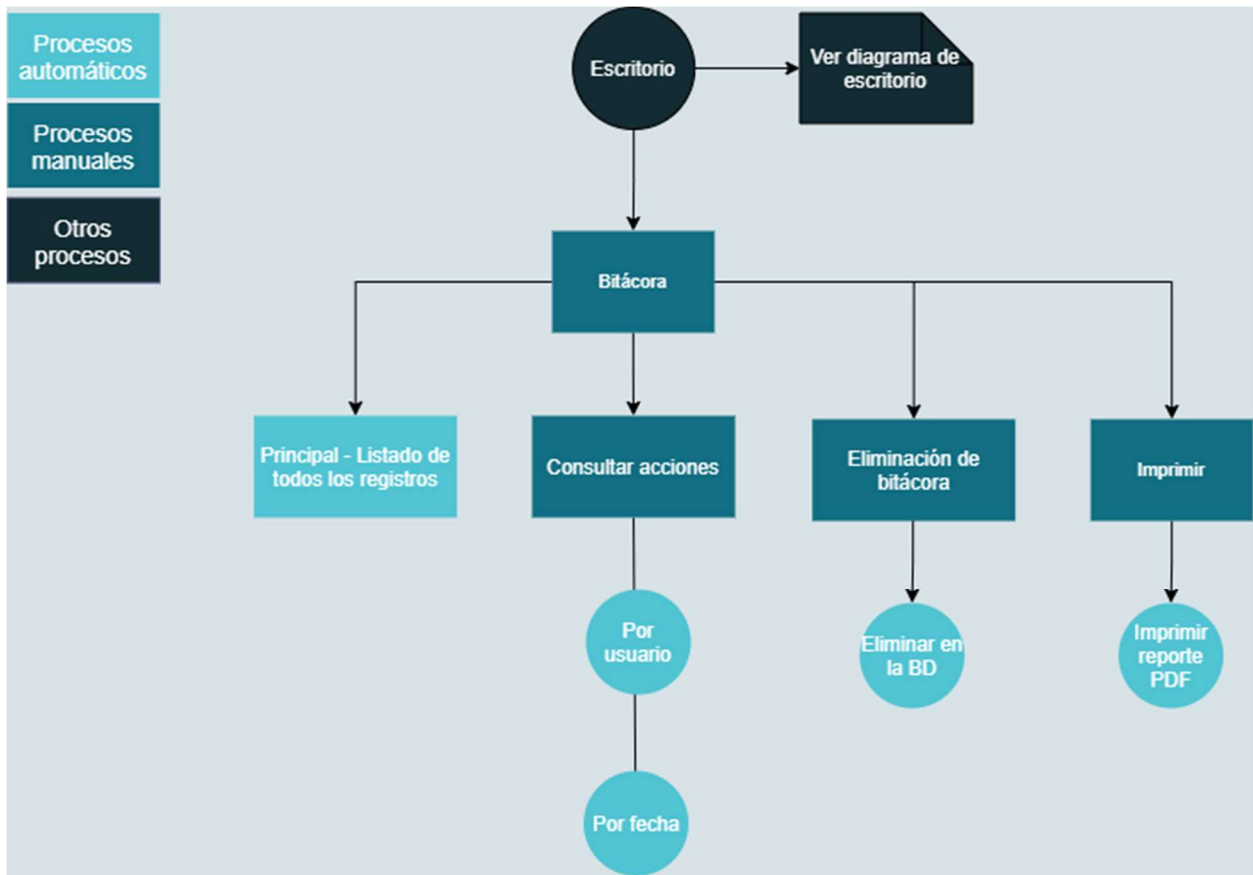 Procesos
automáticos
Procesos
manuales
Otros
procesos
Escritorio
Ver diagrama de
escritorio
Bitácora
Principal - Listado de
todos los registros
Consultar acciones
Eliminación de
bitácora
Imprimir
Por
usuario
Eliminar en
la BD
Imprimir
reporte
PDF
Por fecha